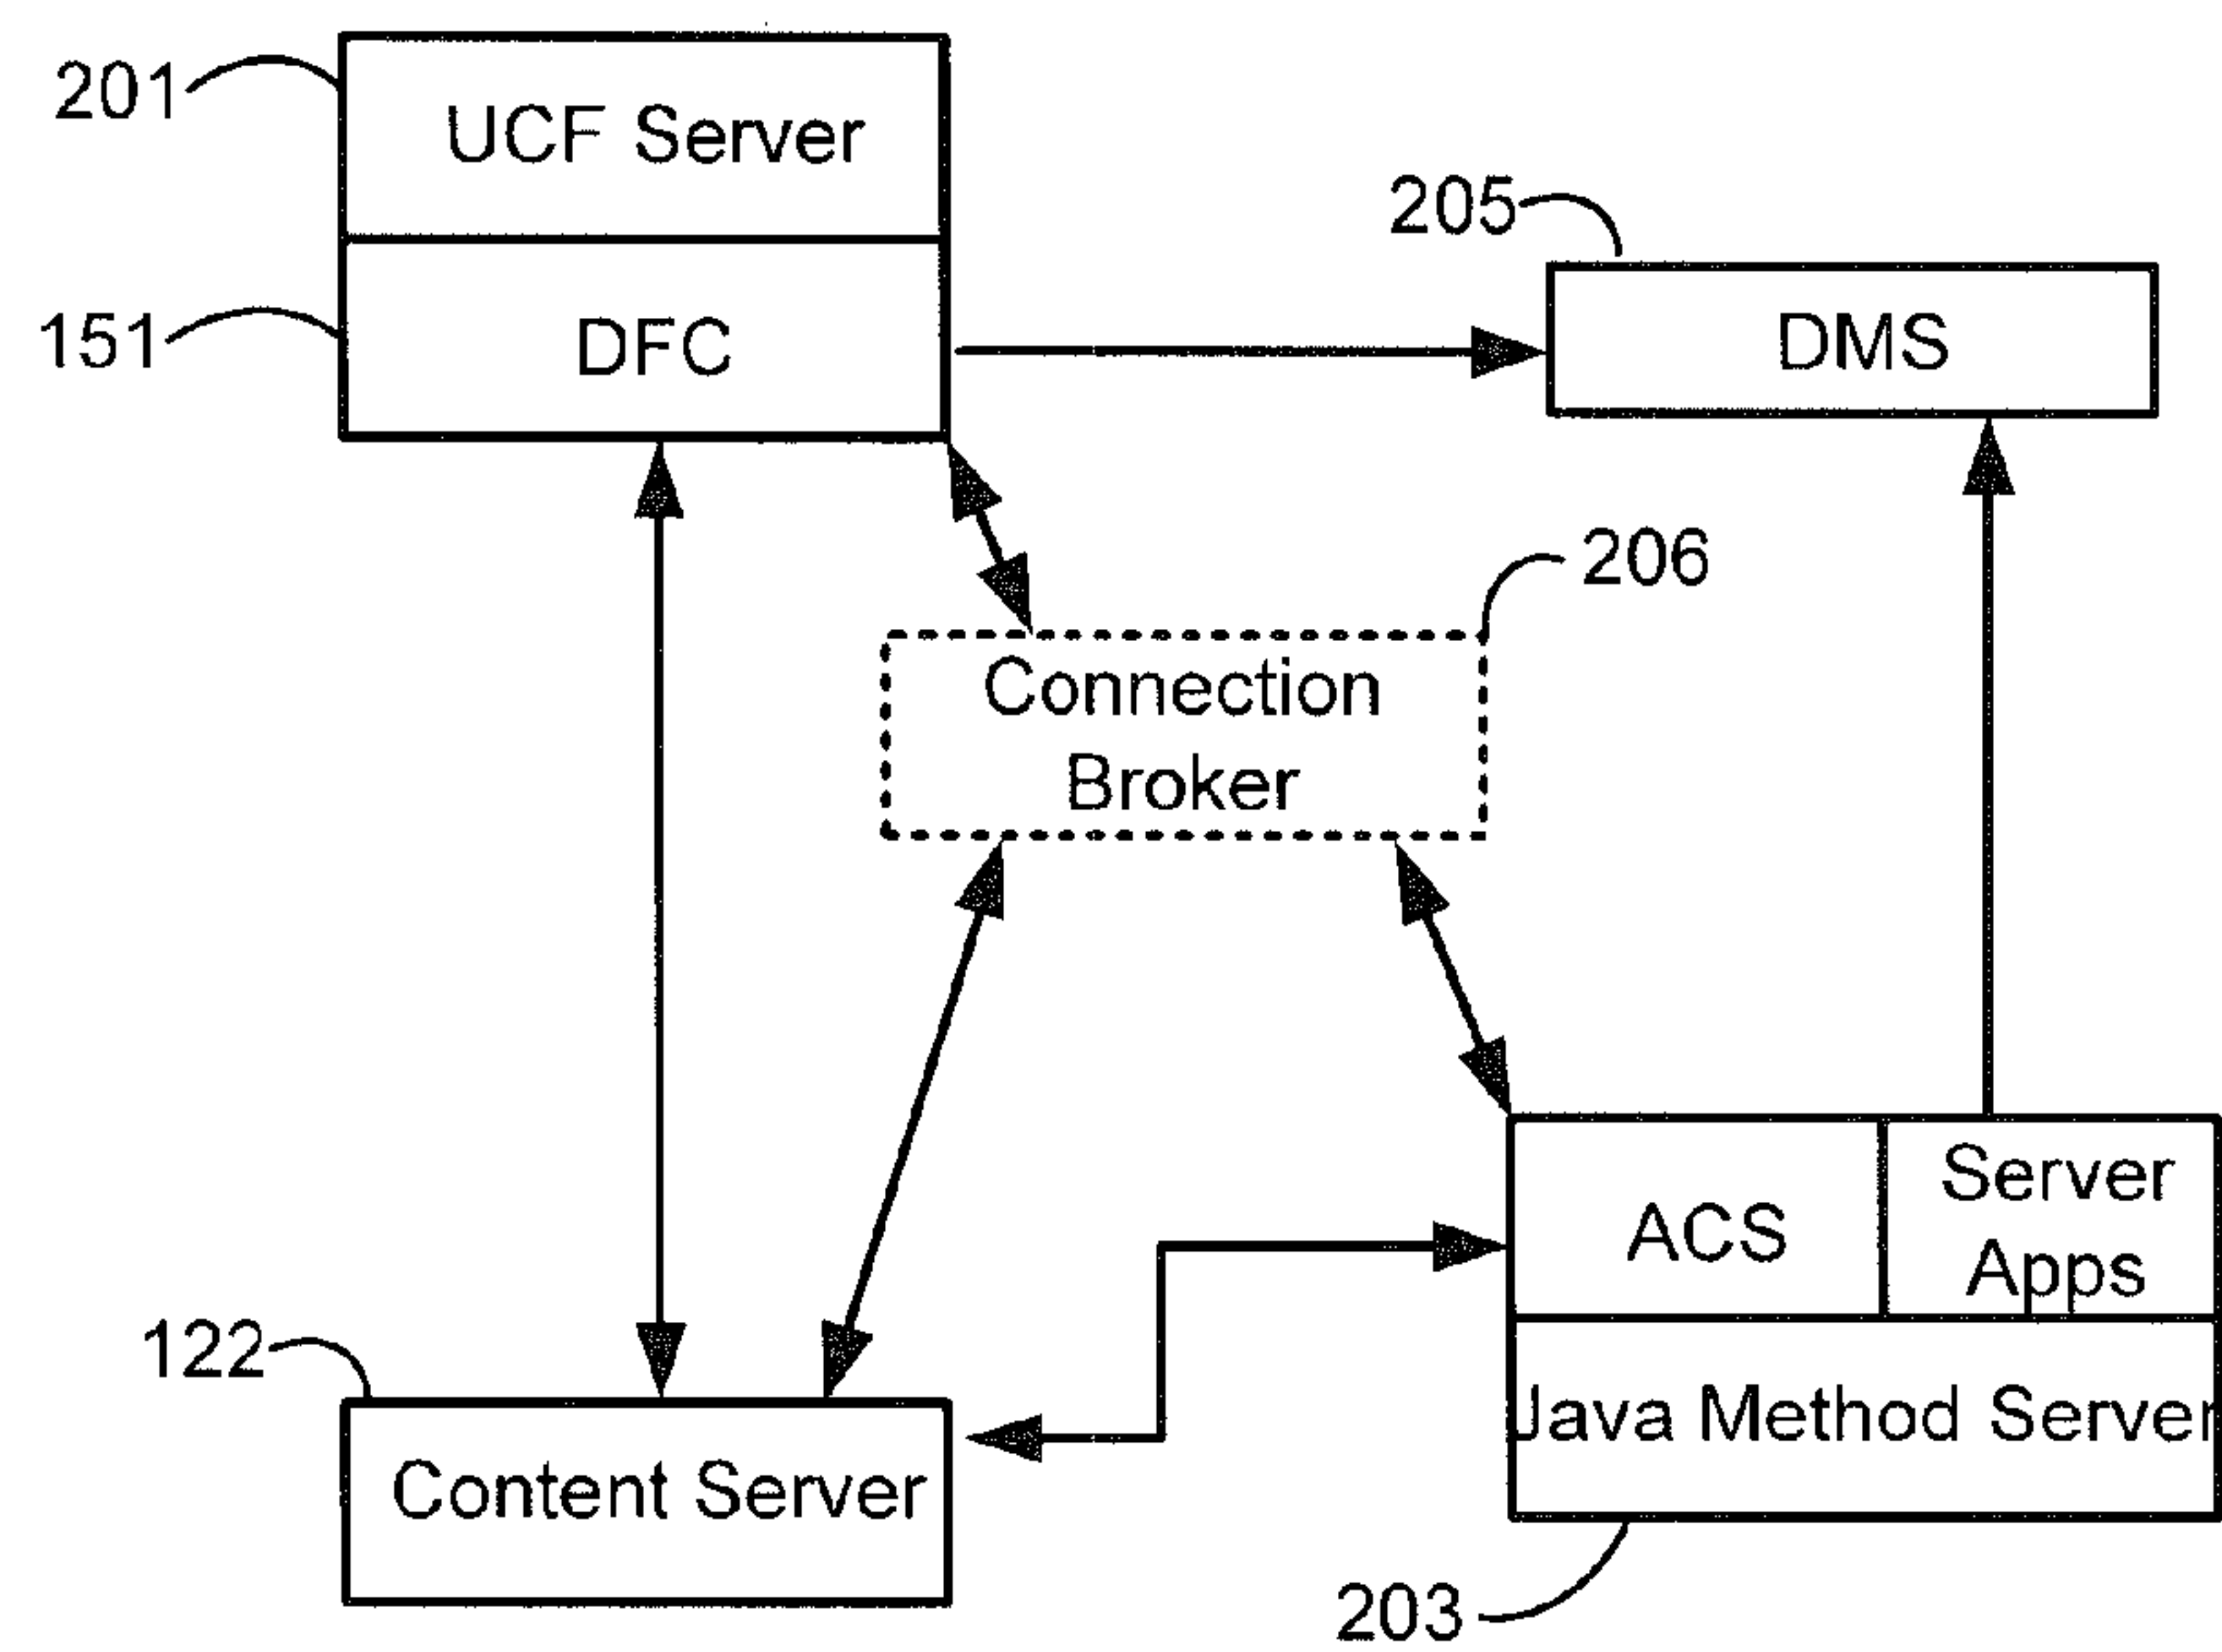 201
UCF Server
151
DFC
205
DMS
206
Connection
Broker
ACS
Server
Apps
Java Method Server
122
Content Server
203